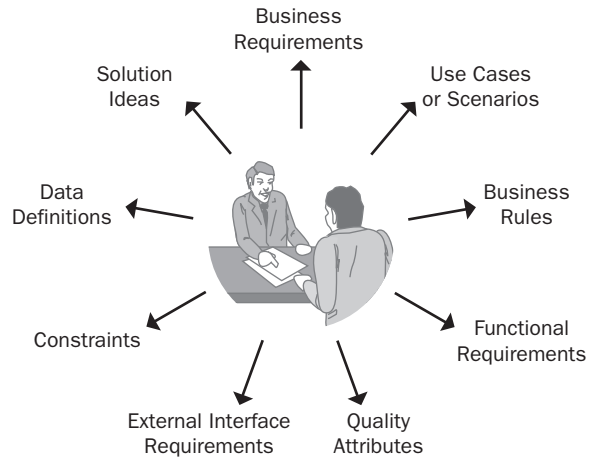 Business
Requirements
Solution
Ideas
Use Cases
or Scenarios
Data
Definitions
Business
Rules
Constraints
Functional
Requirements
External Interface
Requirements
Quality
Attributes